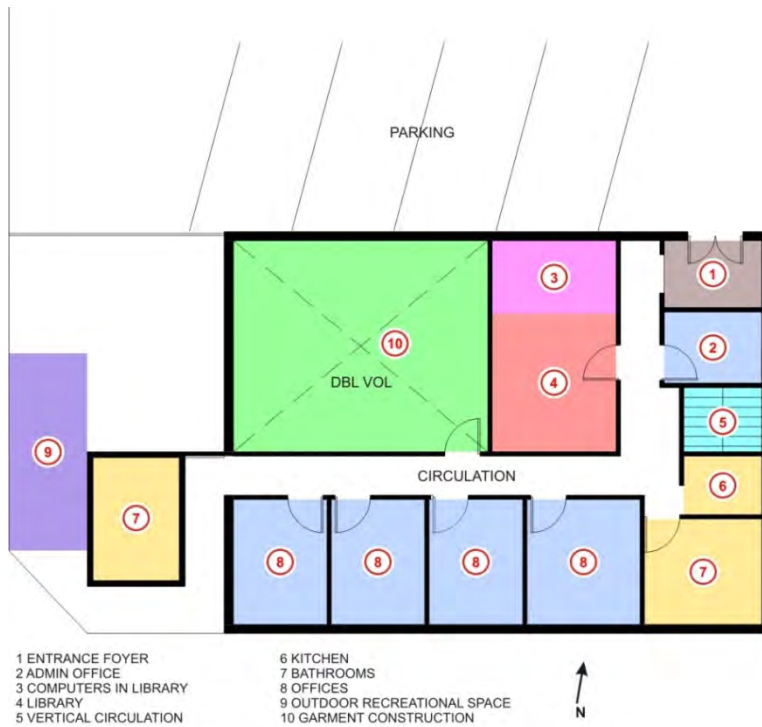 PARKING
1
3
2
10
DBL VOL
4
5
9
CIRCULATION
6
7
8
8
8
8
7
1 ENTRANCE FOYER
2 ADMIN OFFICE
3 COMPUTERS IN LIBRARY
4 LIBRARY
5 VERTICAL CIRCULATION
6 KITCHEN
7 BATHROOMS
8 OFFICES
9 OUTDOOR RECREATIONAL SPACE
10 GARMENT CONSTRUCTION
N